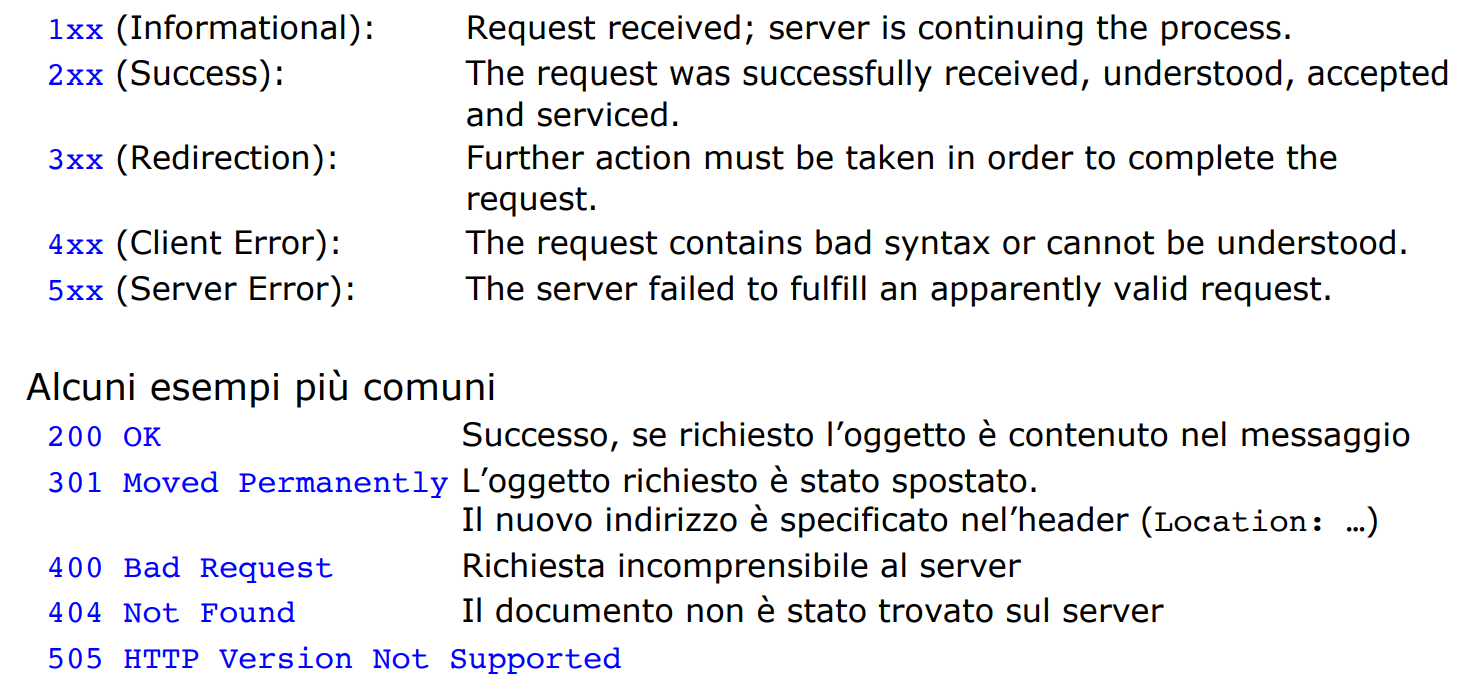 1xx (Informational): Request received; server is continuing the process.
2xx (Success): The request was successfully received, understood, accepted
and serviced.
3xx (Redirection): Further action must be taken in order to complete the
request.
4xx (Client Error): The request contains bad syntax or cannot be understood.
5xx (Server Error): The server failed to fulfill an apparently valid request.
Alcuni esempi più comuni
200 OK Successo, se richiesto l’oggetto è contenuto nel messaggio
301 Moved Permanently L’oggetto richiesto è stato spostato.
Il nuovo indirizzo è specificato nel’header (Location: …)
400 Bad Request Richiesta incomprensibile al server
404 Not Found Il documento non è stato trovato sul server
505 HTTP Version Not Supported